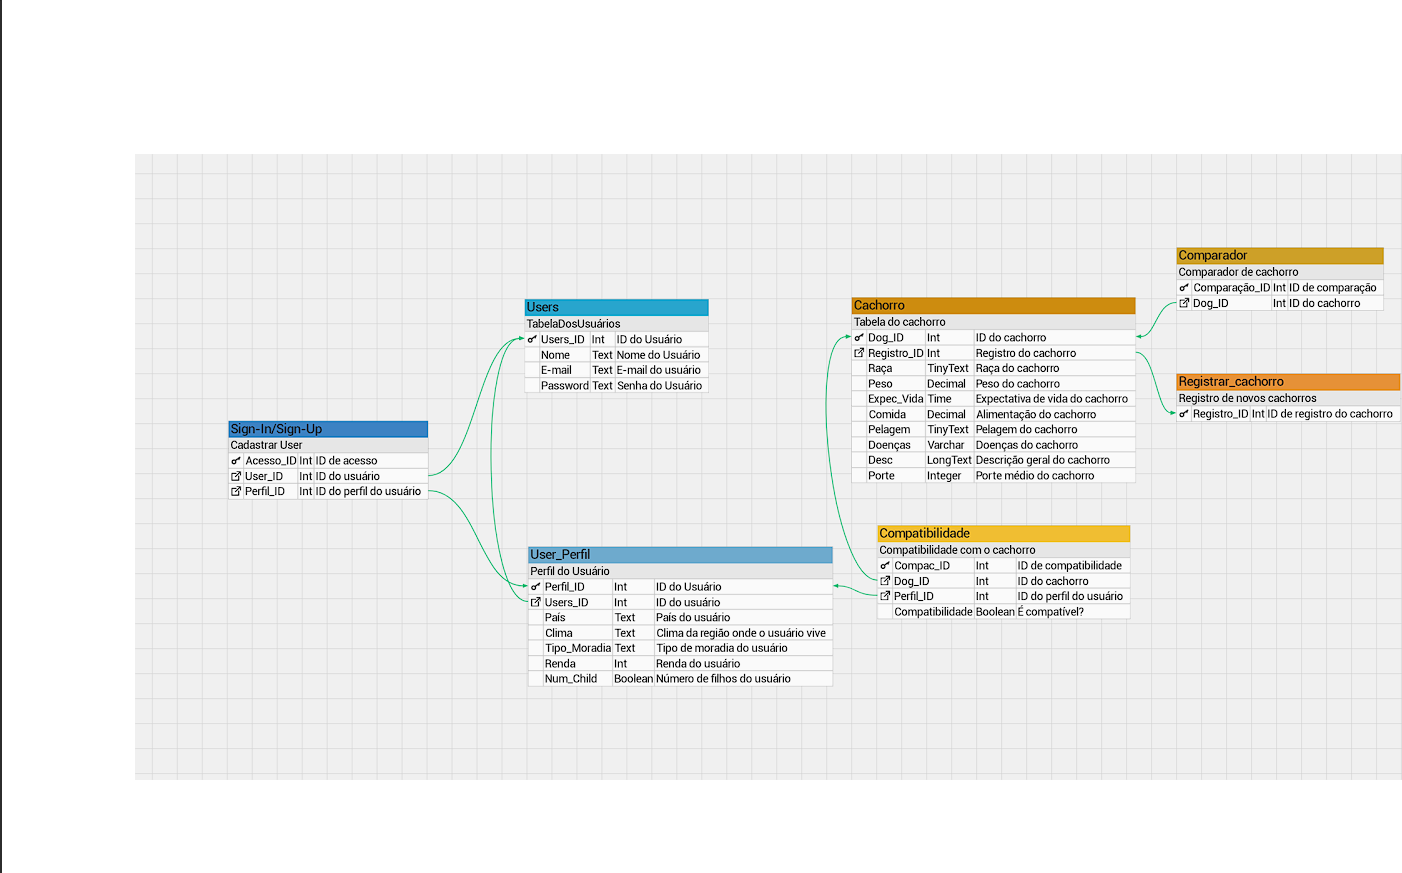 Sign-In/Sign-Up
Cadastrar User
Acesso_ID Int ID de acesso
User_ID Int ID do usuário
Perfil_ID Int ID do perfil do usuário
Users
TabelaDosUsuários
Users_ID Int ID do Usuário
Nome Text Nome do Usuário
E-mail Text E-mail do usuário
Password Text Senha do Usuário
User_Perfil
Perfil do Usuário
Perfil_ID Int ID do Usuário
Users_ID Int ID do usuário
País Text País do usuário
Clima Text Clima da região onde o usuário vive
Tipo_Moradia Text Tipo de moradia do usuário
Renda Int Renda do usuário
Num_Child Boolean Número de filhos do usuário
Cachorro
Tabela do cachorro
Dog_ID Int ID do cachorro
Registro_ID Int Registro do cachorro
Raça TinyText Raça do cachorro
Peso Decimal Peso do cachorro
Expec_Vida Time Expectativa de vida do cachorro
Comida Decimal Alimentação do cachorro
Pelagem TinyText Pelagem do cachorro
Doenças Varchar Doenças do cachorro
Desc LongText Descrição geral do cachorro
Porte Integer Porte médio do cachorro
Compatibilidade
Compatibilidade com o cachorro
Compac_ID Int ID de compatibilidade
Dog_ID Int ID do cachorro
Perfil_ID Int ID do perfil do usuário
Compatibilidade Boolean É compatível?
Comparador
Comparador de cachorro
Comparação_ID Int ID de comparação
Dog_ID Int ID do cachorro
Registrar_cachorro
Registro de novos cachorros
Registro_ID Int ID de registro do cachorro